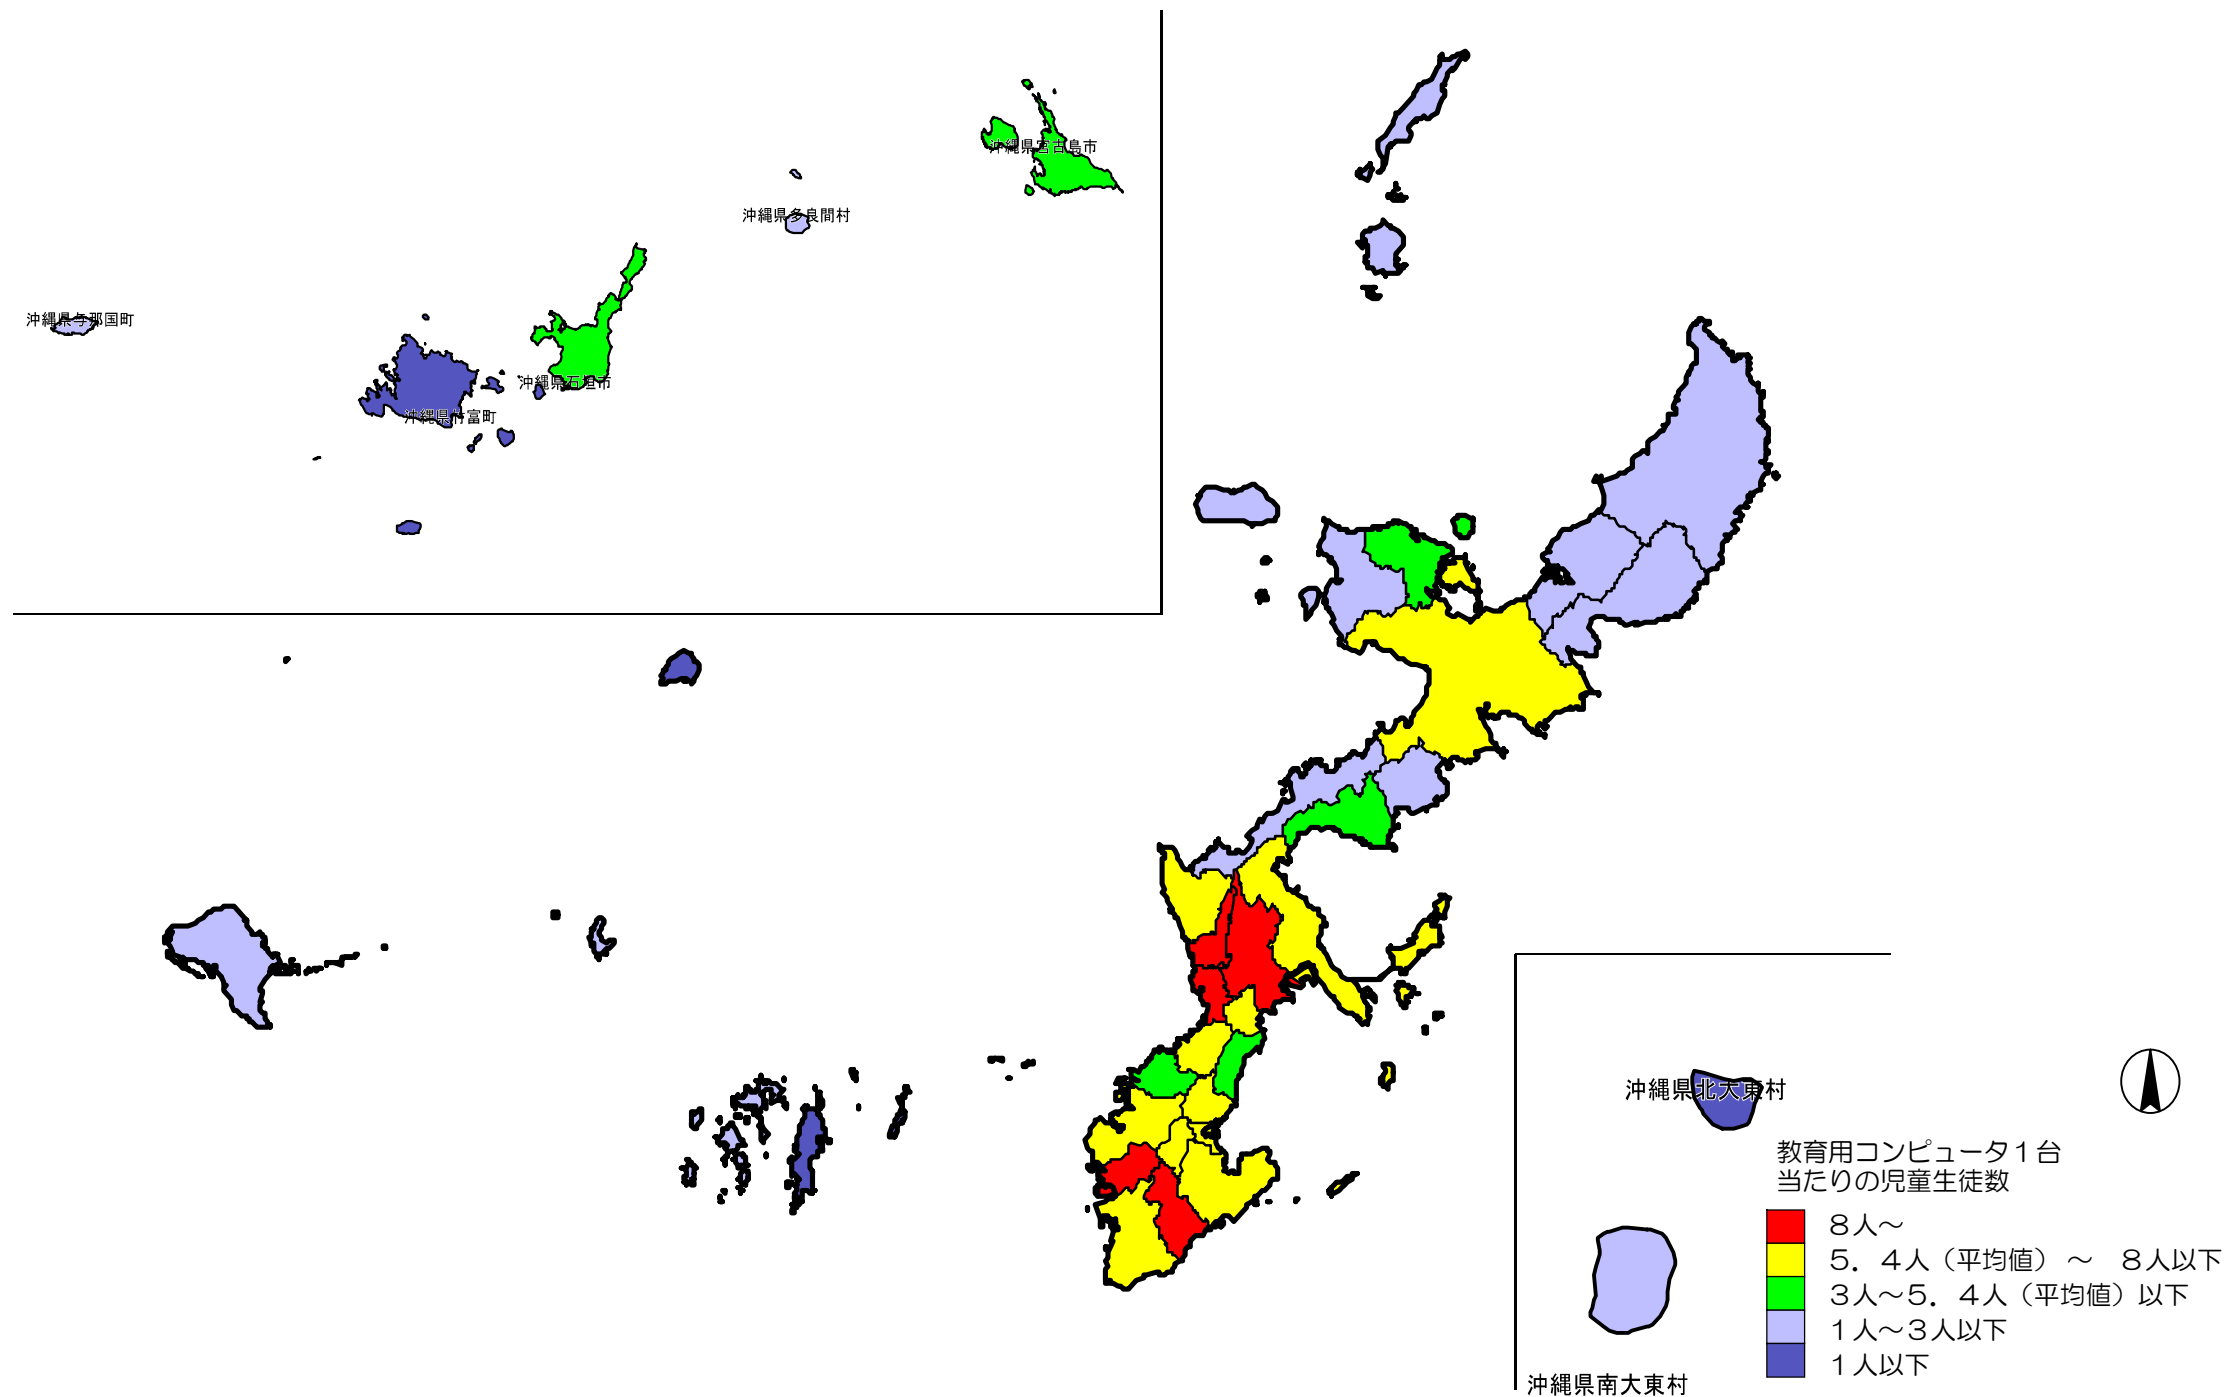 沖縄県宮古島市
沖縄県多良間村
沖縄県与那国町
沖縄県石垣市
沖縄県竹富町
沖縄県北大東村
教育用コンピュータ１台
当たりの児童生徒数
８人～
５．４人（平均値）～　８人以下
３人～５．４人（平均値）以下
１人～３人以下
１人以下
沖縄県南大東村